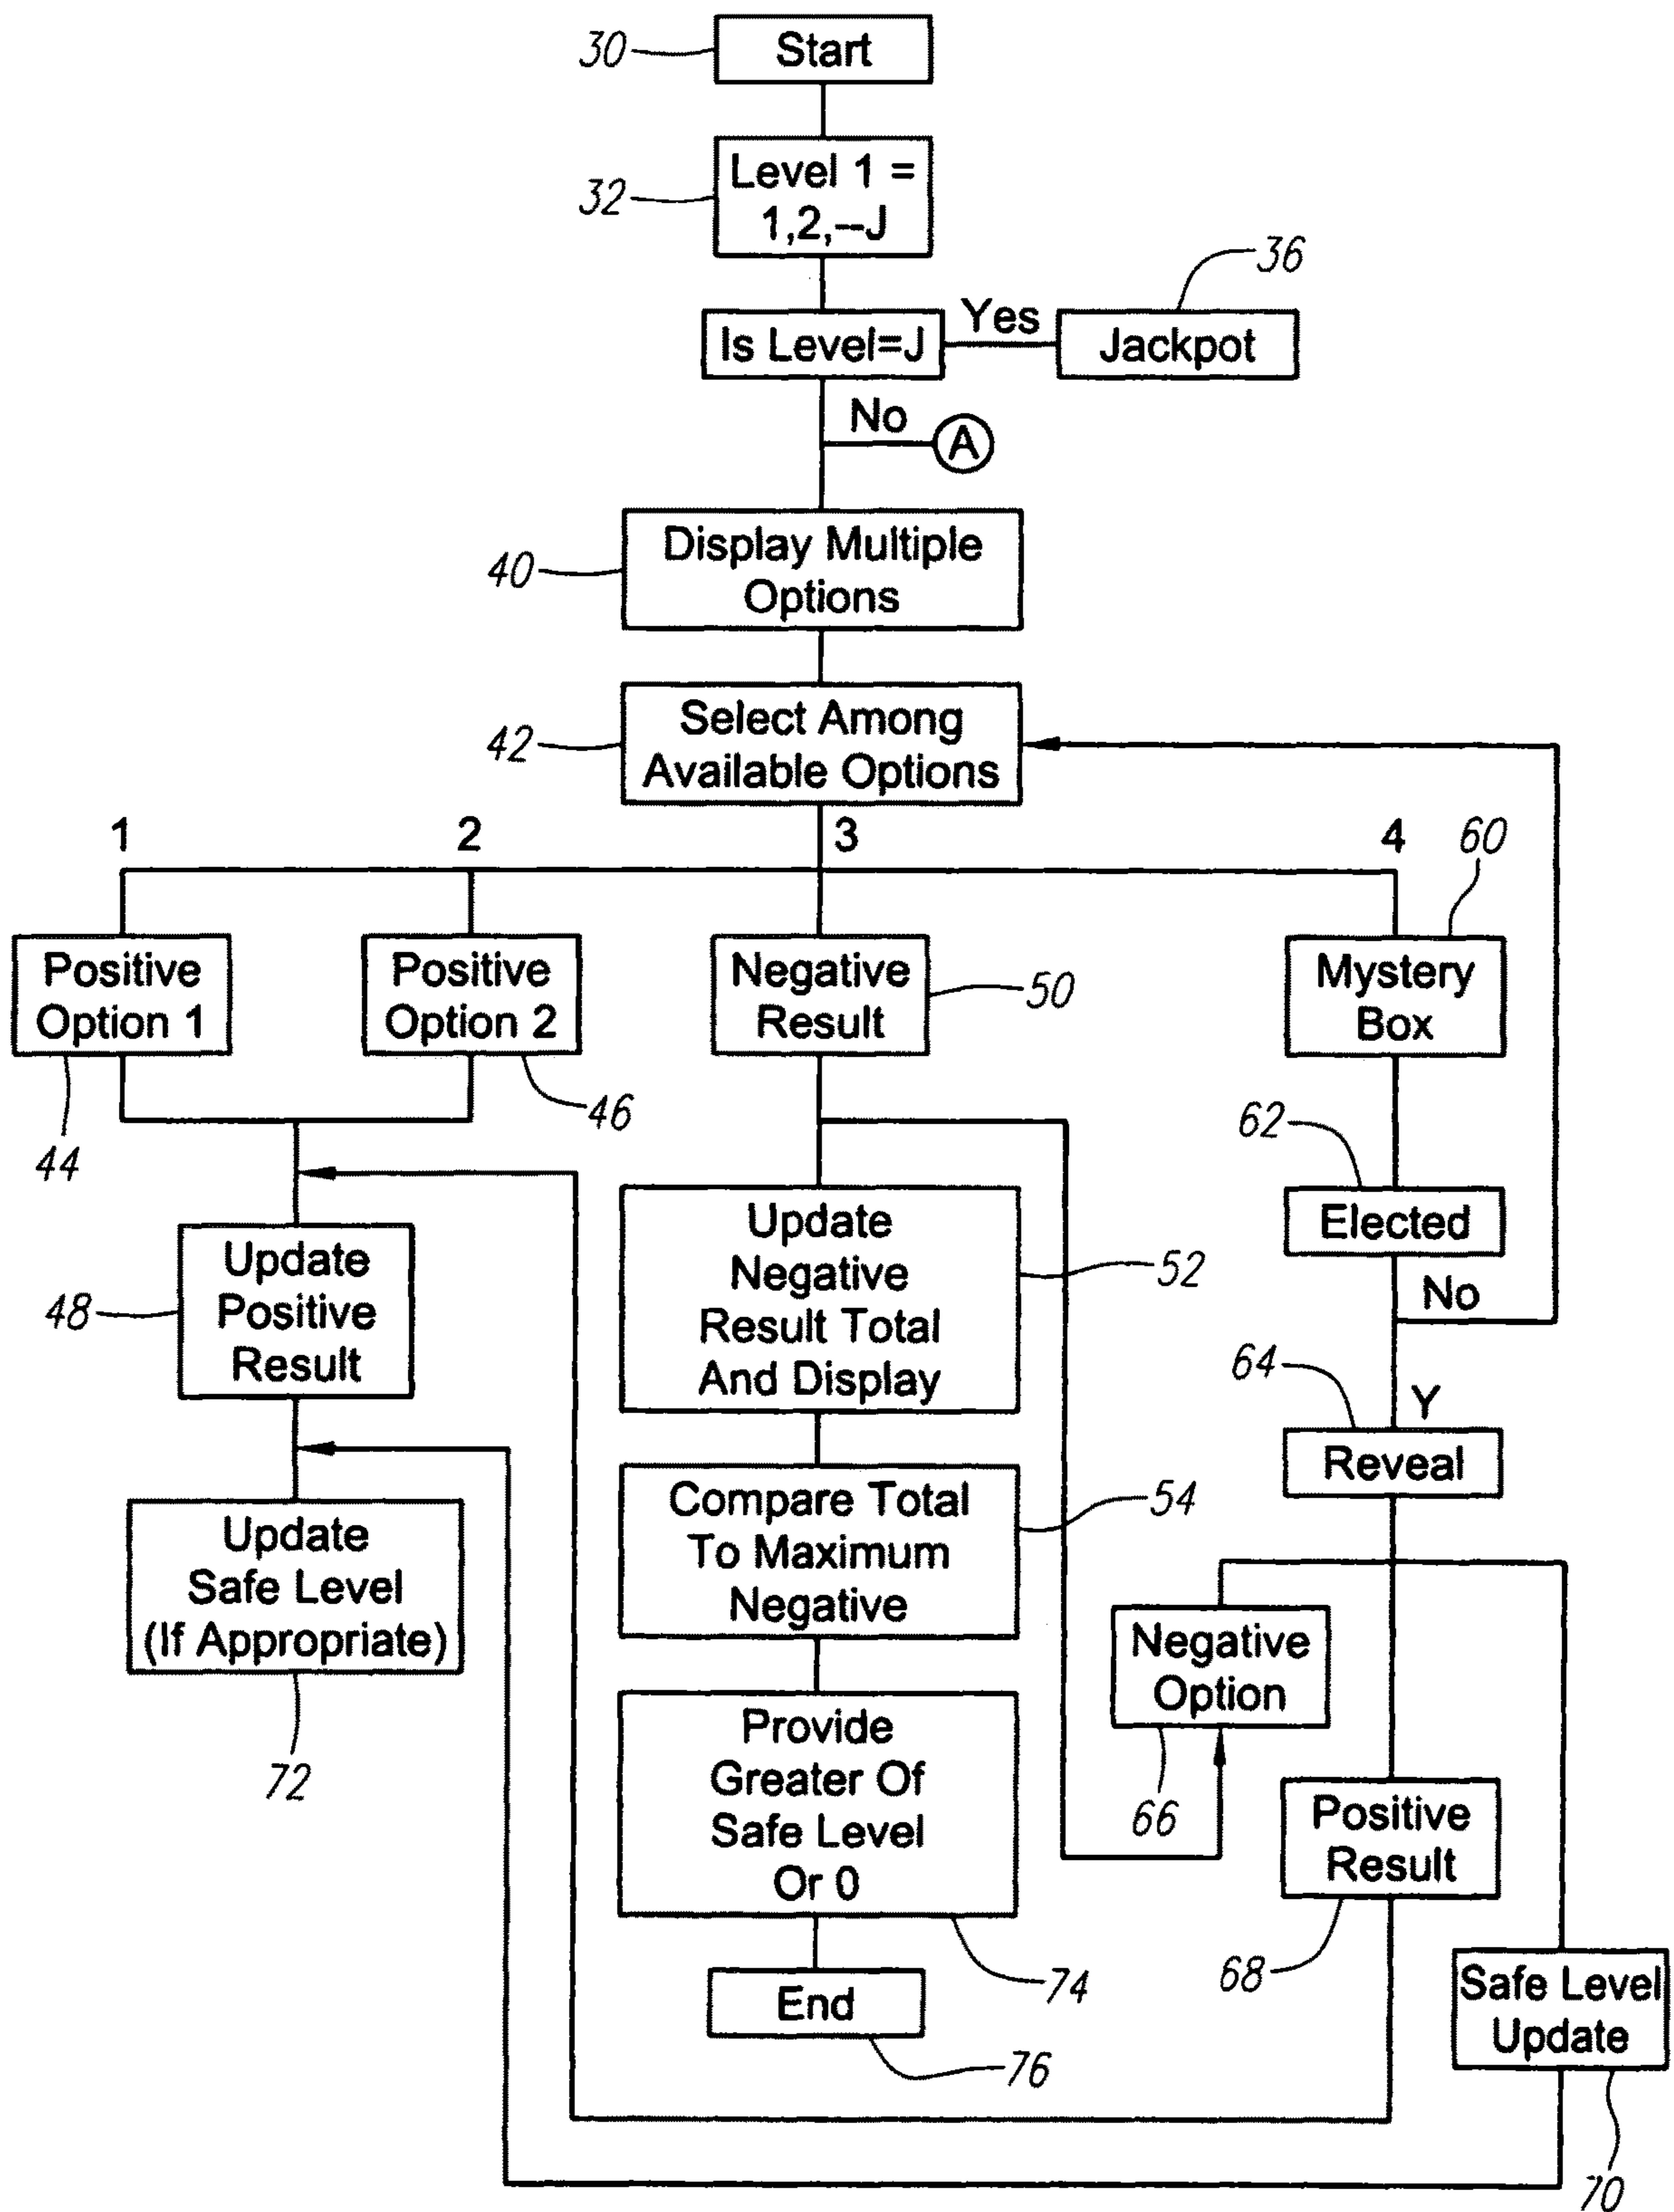 30
Start
32
Level 1 =
1,2,--J
36
Is Level=J
Yes
Jackpot
No
A
40
Display Multiple
Options
42
Select Among
Available Options
1
2
3
4
60
Positive
Option 1
Positive
Option 2
Negative
Result
50
Mystery
Box
44
46
62
Elected
No
48
Update
Positive
Result
Update
Negative
Result Total
And Display
52
64
Y
Reveal
Update
Safe Level
(If Appropriate)
72
Compare Total
To Maximum
Negative
54
Negative
Option
66
Provide
Greater Of
Safe Level
Or 0
74
Positive
Result
68
End
76
Safe Level
Update
70